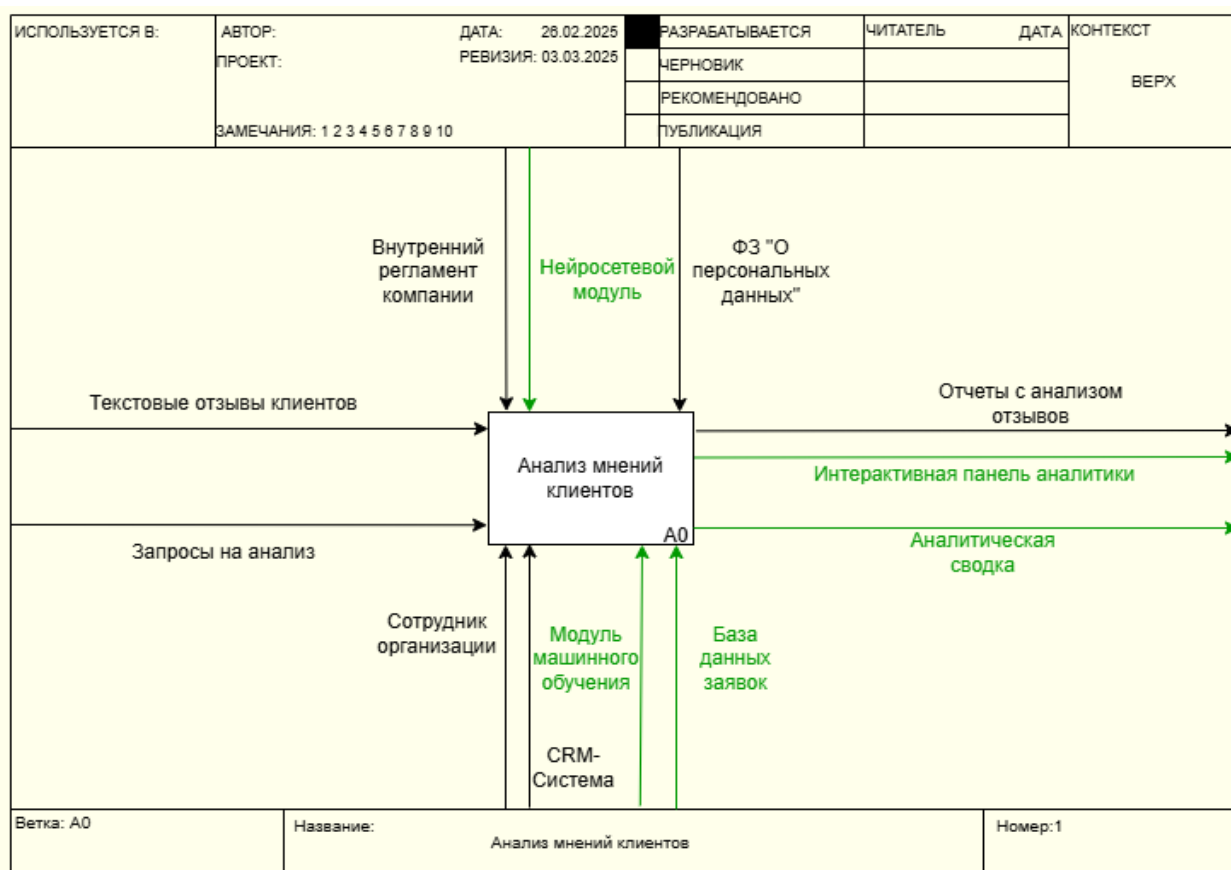 ИСПОЛЬЗУЕТСЯ В:
АВТОР:
ДАТА: 26.02.2025
РЕВИЗИЯ: 03.03.2025
ПРОЕКТ:
ЗАМЕЧАНИЯ: 1 2 3 4 5 6 7 8 9 10
РАЗРАБАТЫВАЕТСЯ
ЧЕРНОВИК
РЕКОМЕНДОВАНО
ПУБЛИКАЦИЯ
ЧИТАТЕЛЬ
ДАТА
КОНТЕКСТ
ВЕРХ
Внутренний
регламент
компании
Нейросетевой
модуль
ФЗ "О
персональных
данных"
Текстовые отзывы клиентов
Запросы на анализ
Анализ мнений
клиентов
A0
Отчеты с анализом
отзывов
Интерактивная панель аналитики
Аналитическая
сводка
Сотрудник
организации
Модуль
машинного
обучения
База
данных
заявок
CRM-
Система
Ветка: A0
Название:
Анализ мнений клиентов
Номер:1